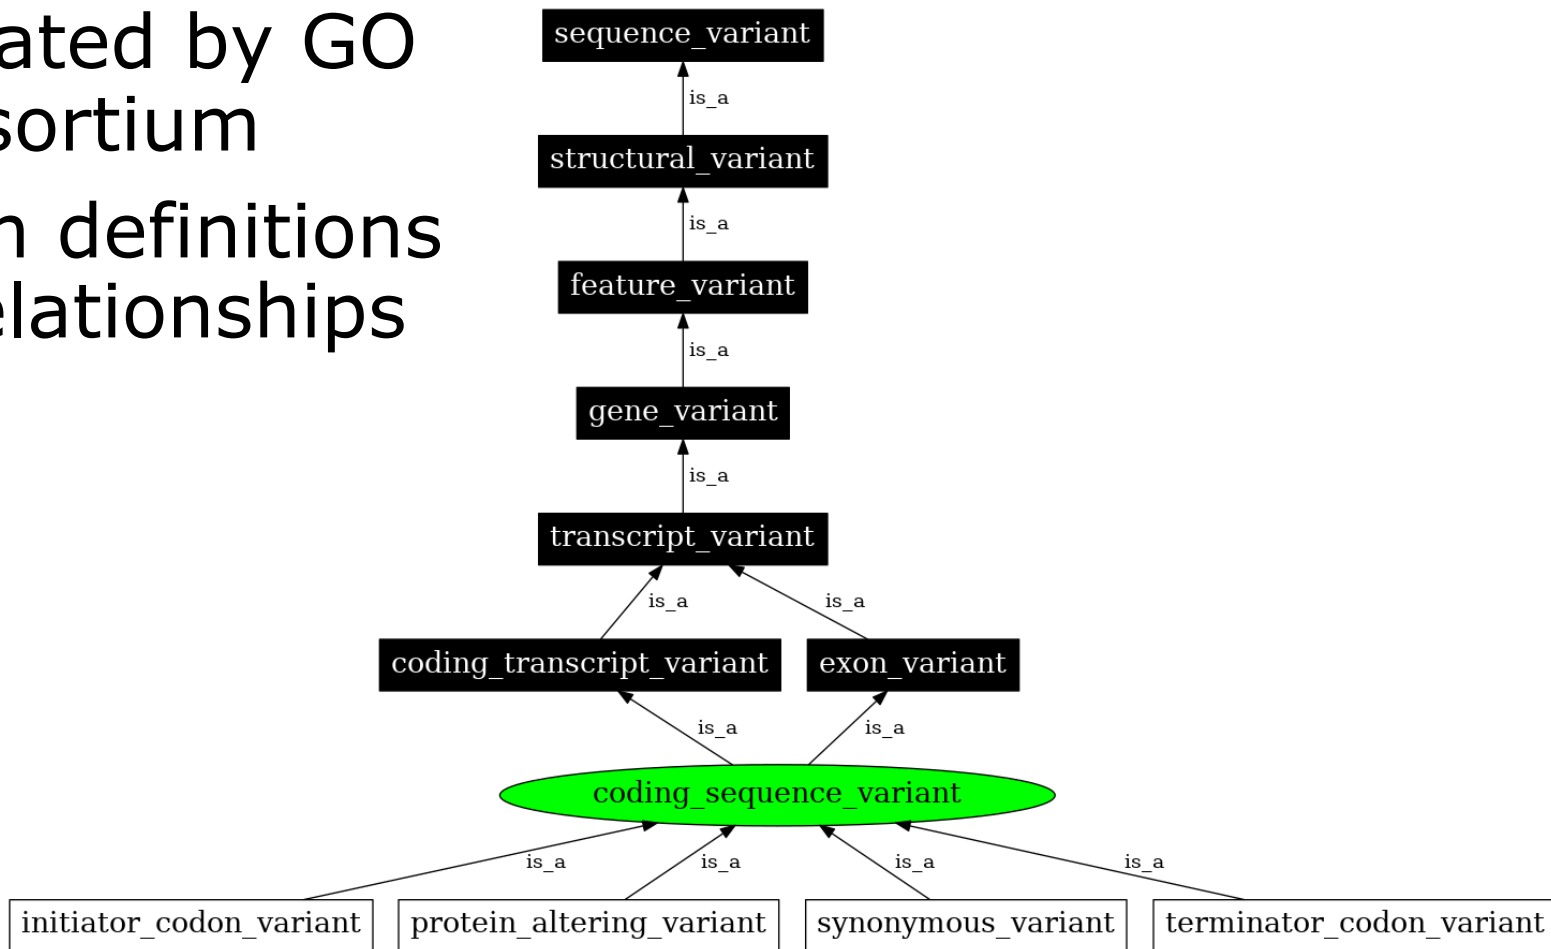 ated by GO
sortium
n definitions
elationships
sequence_variant
is_a
structural_variant
is_a
feature_variant
is_a
gene_variant
is_a
transcript_variant
is_a is_a
coding_transcript_variant exon_variant
is_a is_a
coding_sequence_variant
is_a is_a is_a is_a
initiator_codon_variant protein_altering_variant synonymous_variant terminator_codon_variant